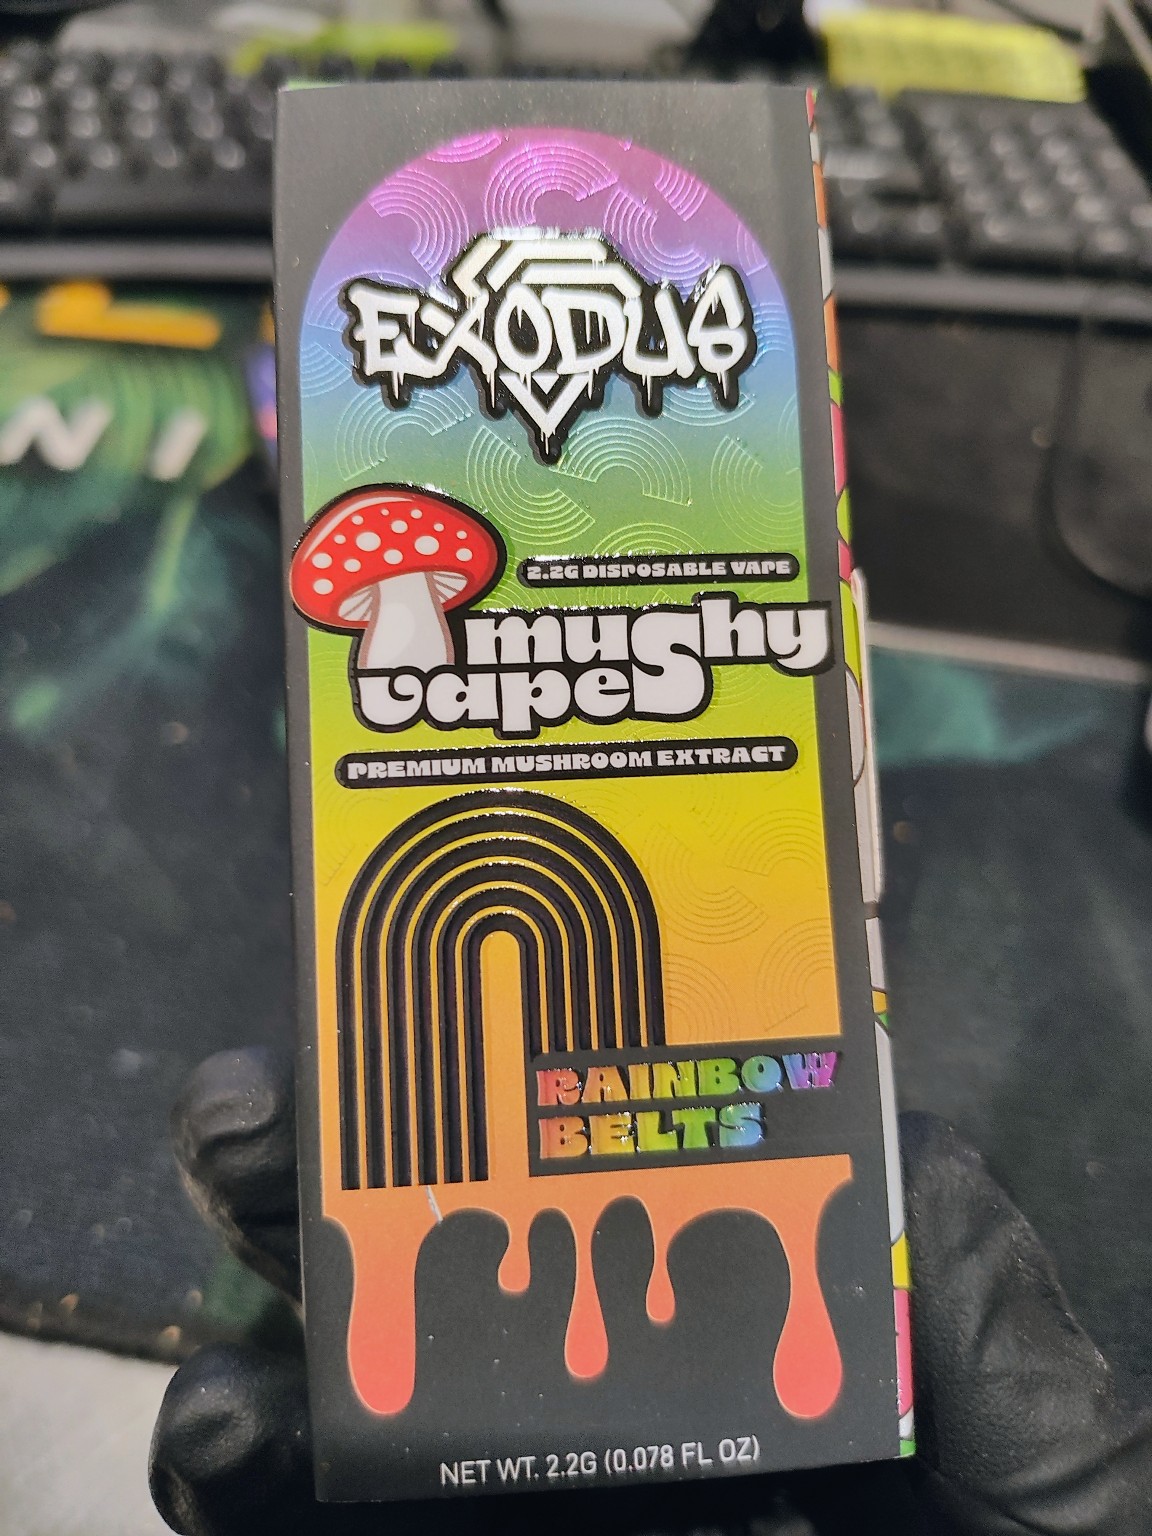 EXODUS
2.2G DISPOSABLE VAPE
mushy
vapes
PREMIUM MUSHROOM EXTRACT
RAINBOW
BELTS
NET WT. 2.2G (0.078 FL OZ)
NI